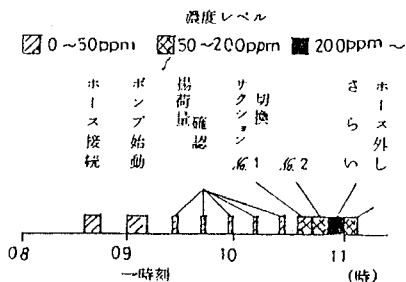 濃度レベル
0～50ppm 50～200ppm 200ppm～
ホース接続
ポンプ始動
揚荷量確認
サクション切換
№1
№2
さらい
ホース外し
08 09 10 11
―時刻 (時)